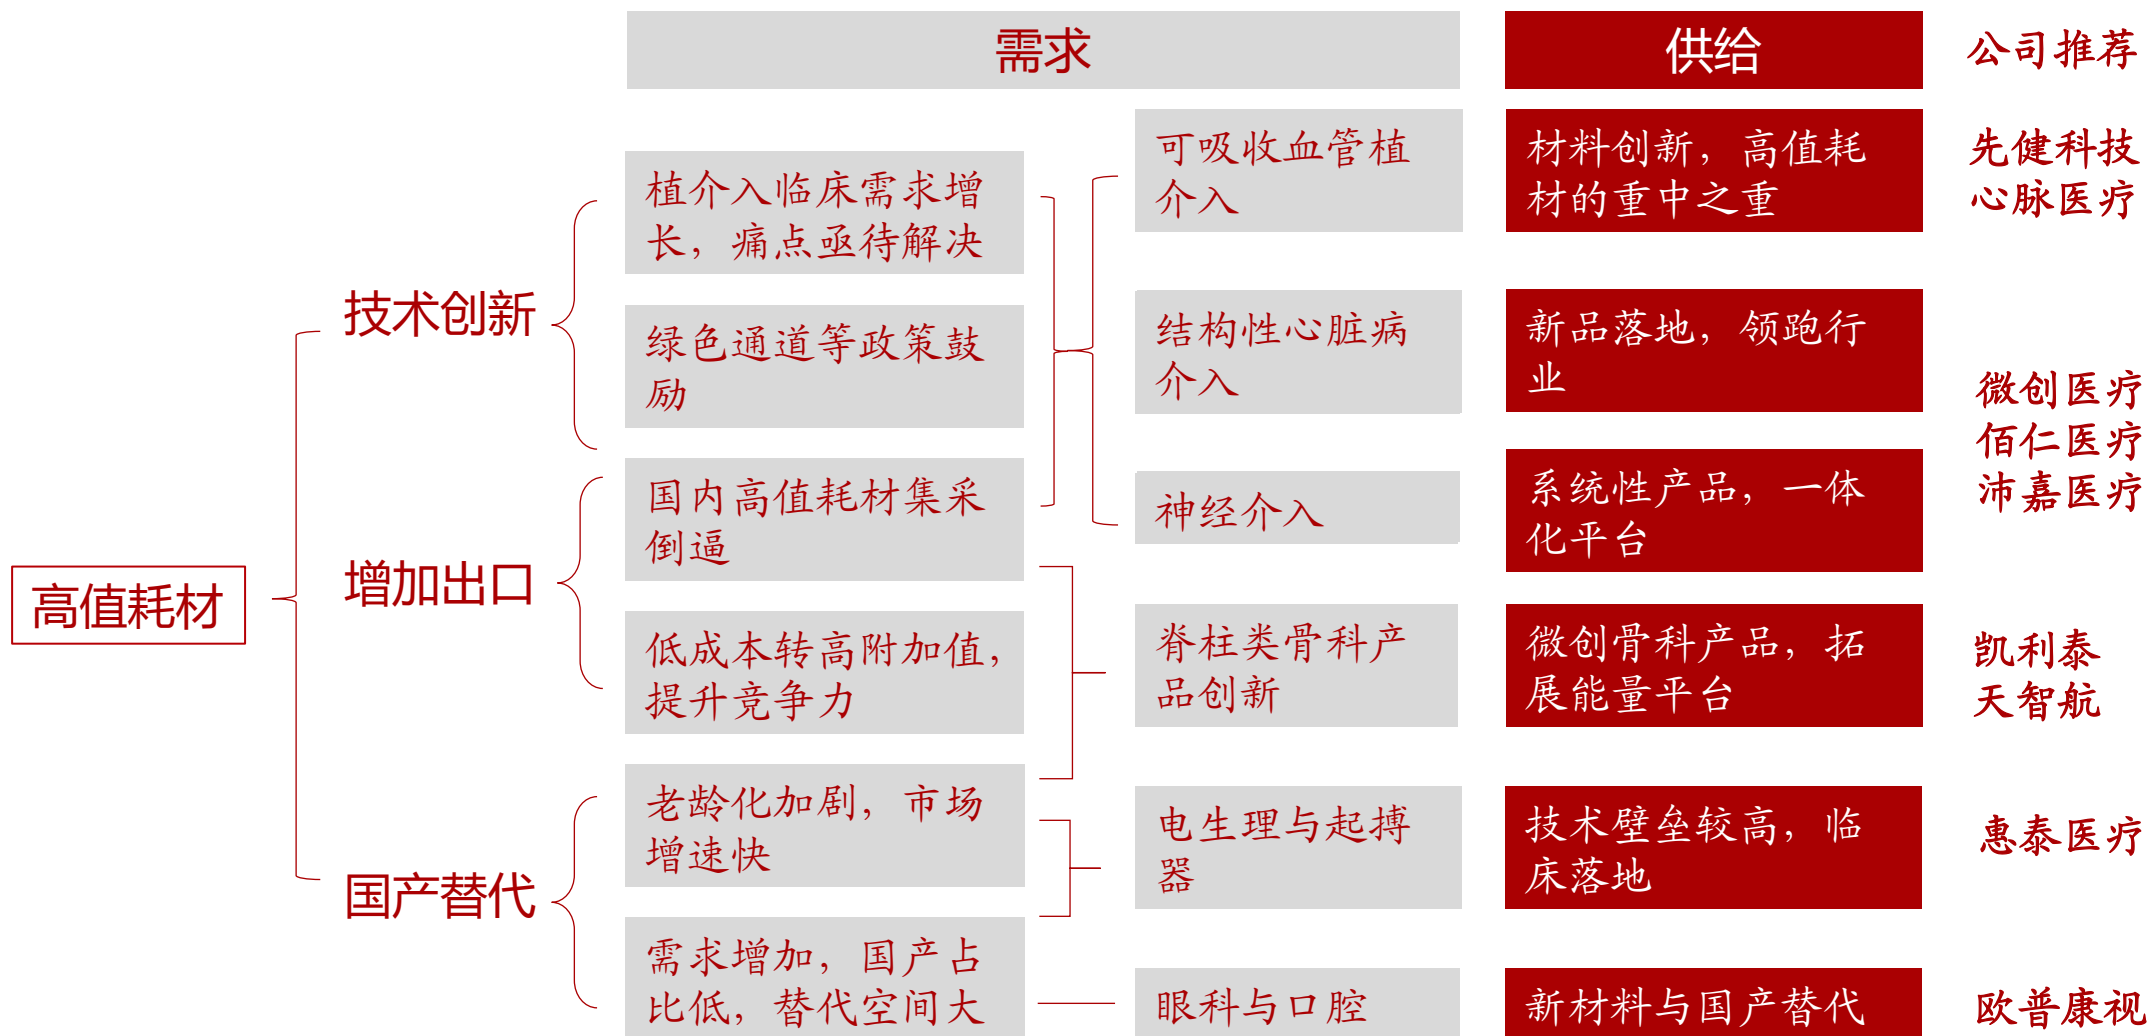 需求
供给
公司推荐
可吸收血管植
介入
材料创新，高值耗
材的重中之重
先健科技
心脉医疗
植介入临床需求增
长，痛点亟待解决
技术创新
绿色通道等政策鼓
励
结构性心脏病
介入
新品落地，领跑行
业
微创医疗
佰仁医疗
沛嘉医疗
国内高值耗材集采
倒逼
神经介入
系统性产品，一体
化平台
高值耗材
增加出口
低成本转高附加值，
提升竞争力
脊柱类骨科产
品创新
微创骨科产品，拓
展能量平台
凯利泰
天智航
老龄化加剧，市场
增速快
电生理与起搏
器
技术壁垒较高，临
床落地
惠泰医疗
国产替代
需求增加，国产占
比低，替代空间大
眼科与口腔
新材料与国产替代
欧普康视